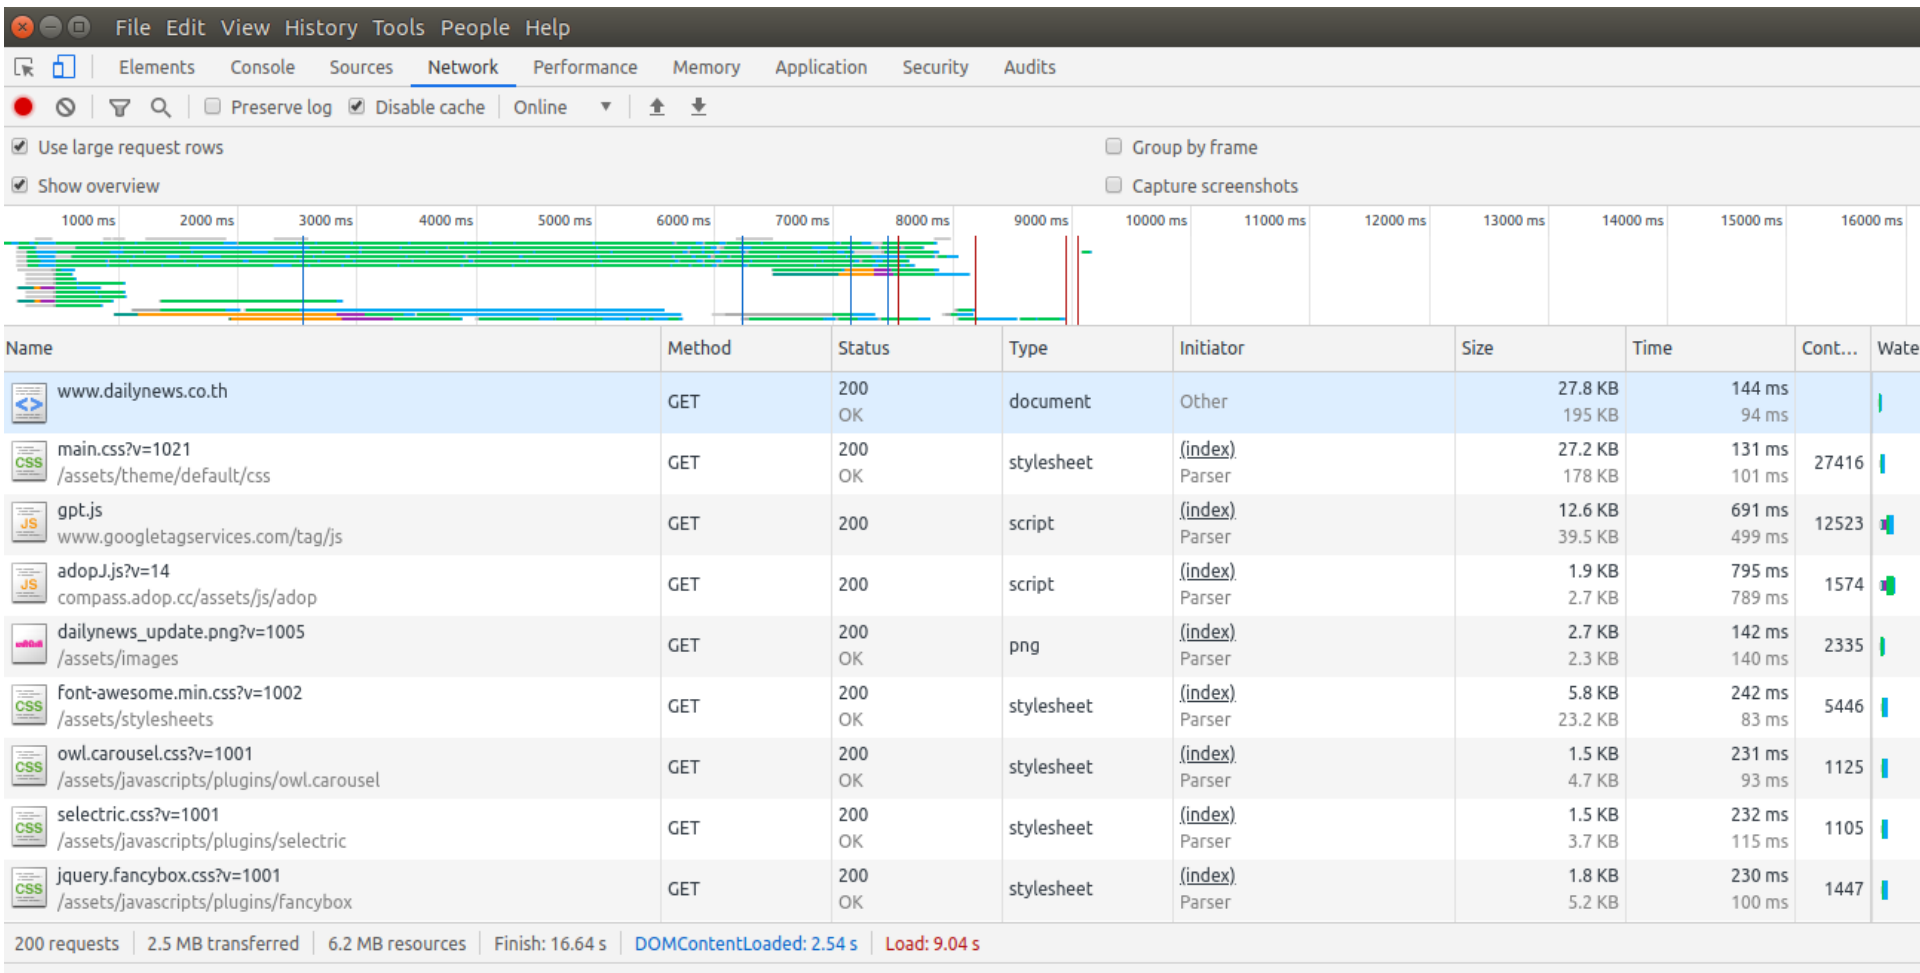 File Edit View History Tools People Help
Elements Console Sources Network Performance Memory Application Security Audits
Preserve log Disable cache Online
Use large request rows Group by frame
Show overview Capture screenshots
1000 ms 2000 ms 3000 ms 4000 ms 5000 ms 6000 ms 7000 ms 8000 ms 9000 ms 10000 ms 11000 ms 12000 ms 13000 ms 14000 ms 15000 ms 16000 ms
Name Method Status Type Initiator Size Time Cont... Wate
www.dailynews.co.th GET 200 document Other 27.8 KB 144 ms
OK 195 KB 94 ms
main.css?v=1021 GET 200 stylesheet (index) 27.2 KB 131 ms 27416
/assets/theme/default/css OK Parser 178 KB 101 ms
gpt.js GET 200 script (index) 12.6 KB 691 ms 12523
www.googletagservices.com/tag/js Parser 39.5 KB 499 ms
adopJ.js?v=14 GET 200 script (index) 1.9 KB 795 ms 1574
compass.adop.cc/assets/js/adop Parser 2.7 KB 789 ms
dailynews_update.png?v=1005 GET 200 png (index) 2.7 KB 142 ms 2335
/assets/images OK Parser 2.3 KB 140 ms
font-awesome.min.css?v=1002 GET 200 stylesheet (index) 5.8 KB 242 ms 5446
/assets/stylesheets OK Parser 23.2 KB 83 ms
owl.carousel.css?v=1001 GET 200 stylesheet (index) 1.5 KB 231 ms 1125
/assets/javascripts/plugins/owl.carousel OK Parser 4.7 KB 93 ms
selectric.css?v=1001 GET 200 stylesheet (index) 1.5 KB 232 ms 1105
/assets/javascripts/plugins/selectric OK Parser 3.7 KB 115 ms
jquery.fancybox.css?v=1001 GET 200 stylesheet (index) 1.8 KB 230 ms 1447
/assets/javascripts/plugins/fancybox OK Parser 5.2 KB 100 ms
200 requests 2.5 MB transferred 6.2 MB resources Finish: 16.64 s DOMContentLoaded: 2.54 s Load: 9.04 s